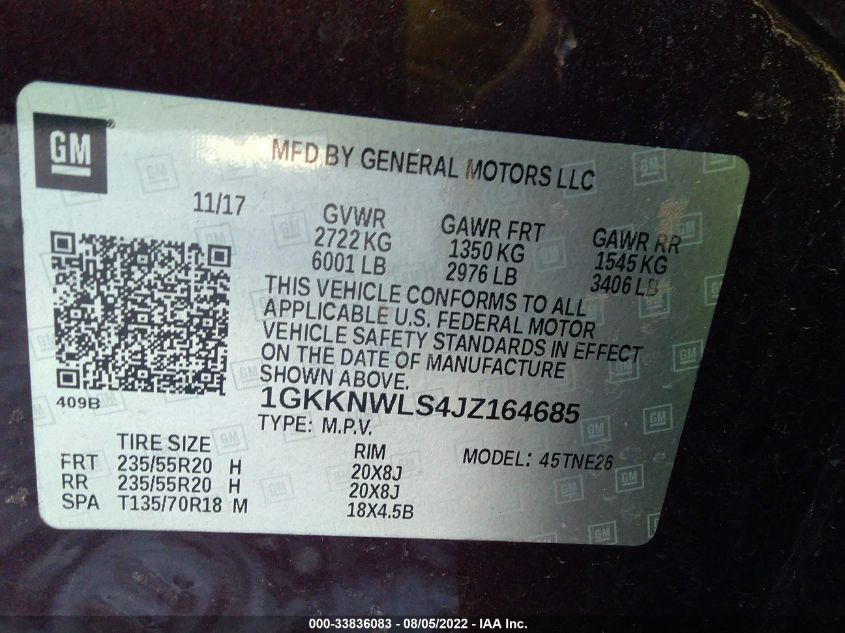 GM®
MFD BY GENERAL MOTORS LLC
11/17
GVWR
2722 KG
6001 LB
GAWR FRT
1350 KG
2976 LB
GAWR RR
1545 KG
3406 LB
THIS VEHICLE CONFORMS TO ALL
APPLICABLE U.S. FEDERAL MOTOR
VEHICLE SAFETY STANDARDS IN EFFECT
ON THE DATE OF MANUFACTURE
SHOWN ABOVE.
409B
1GKKNWLS4JZ164685
TYPE: M.P.V.
TIRE SIZE RIM MODEL: 45TNE26
FRT 235/55R20 H 20X8J
RR 235/55R20 H 20X8J
SPA T135/70R18 M 18X4.5B
000-33836083 - 08/05/2022 - IAA Inc.